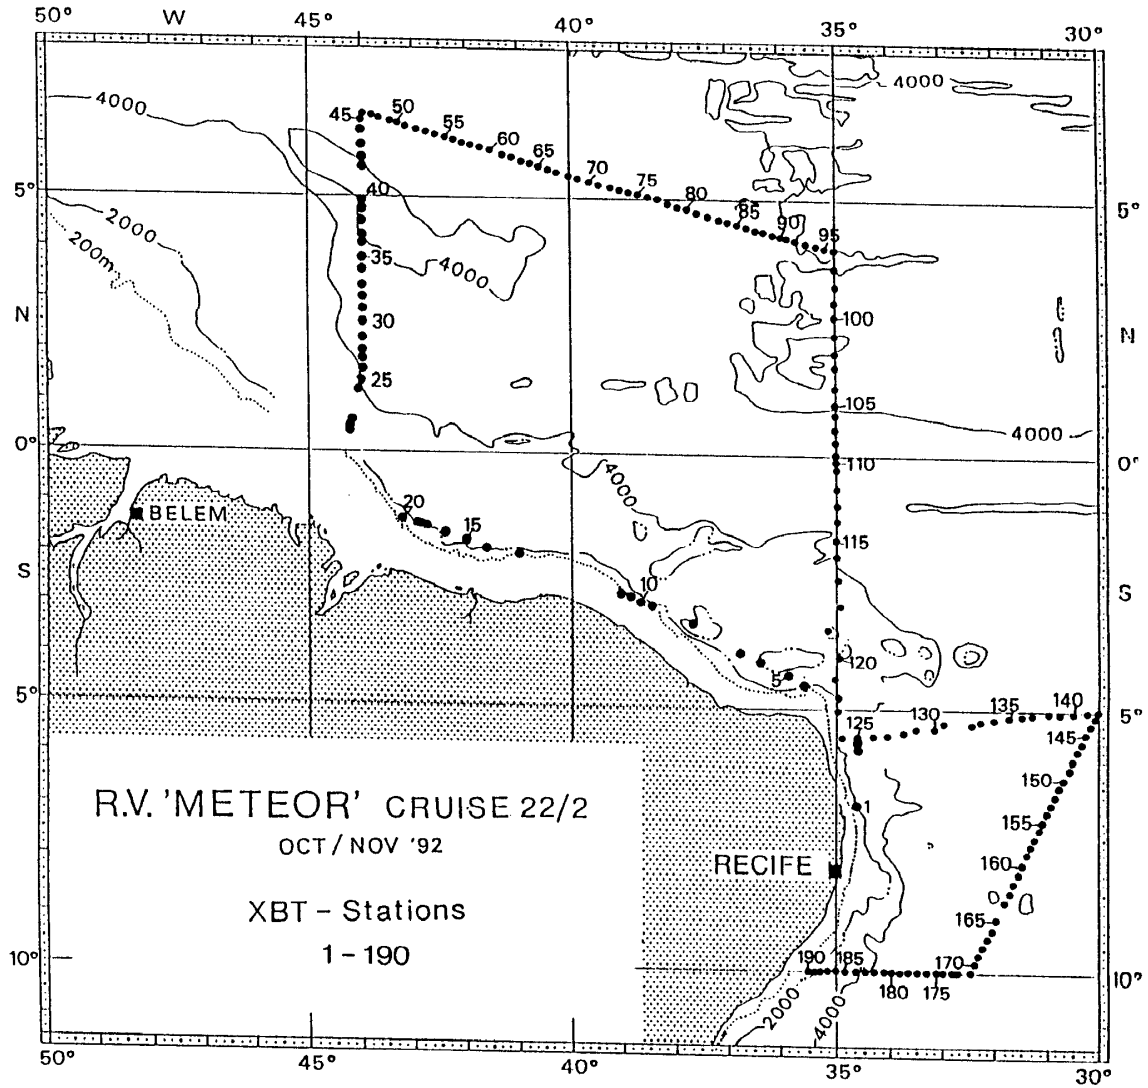 50° W 45° 40° 35° 30°
4000
4000
45 50 55 60 65 70 75 80 85 90 95
5° 40 5°
2000
200m
35 4000
N 30 100 N
25 105
4000
0° 110 0°
4000
20 15 115
BELEM
S 10 S
120
5
5° 125 130 135 140 5°
145
150
1
155
160
165
170
R.V. 'METEOR' CRUISE 22/2
OCT/NOV '92
RECIFE
XBT - Stations
1-190
10° 190 185 180 175 10°
2000 4000
50° 45° 40° 35° 30°